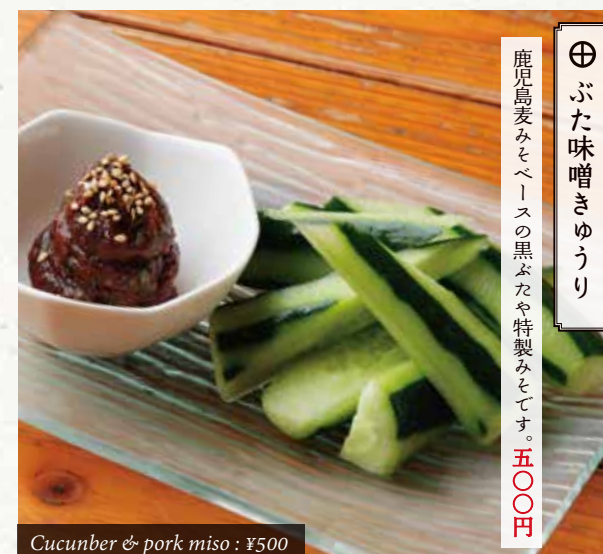 ぶた味噌きゅうり
鹿児島麦みそベースの黒ぶたや特製みそです。五〇〇円
Cucunber & pork miso : ¥500